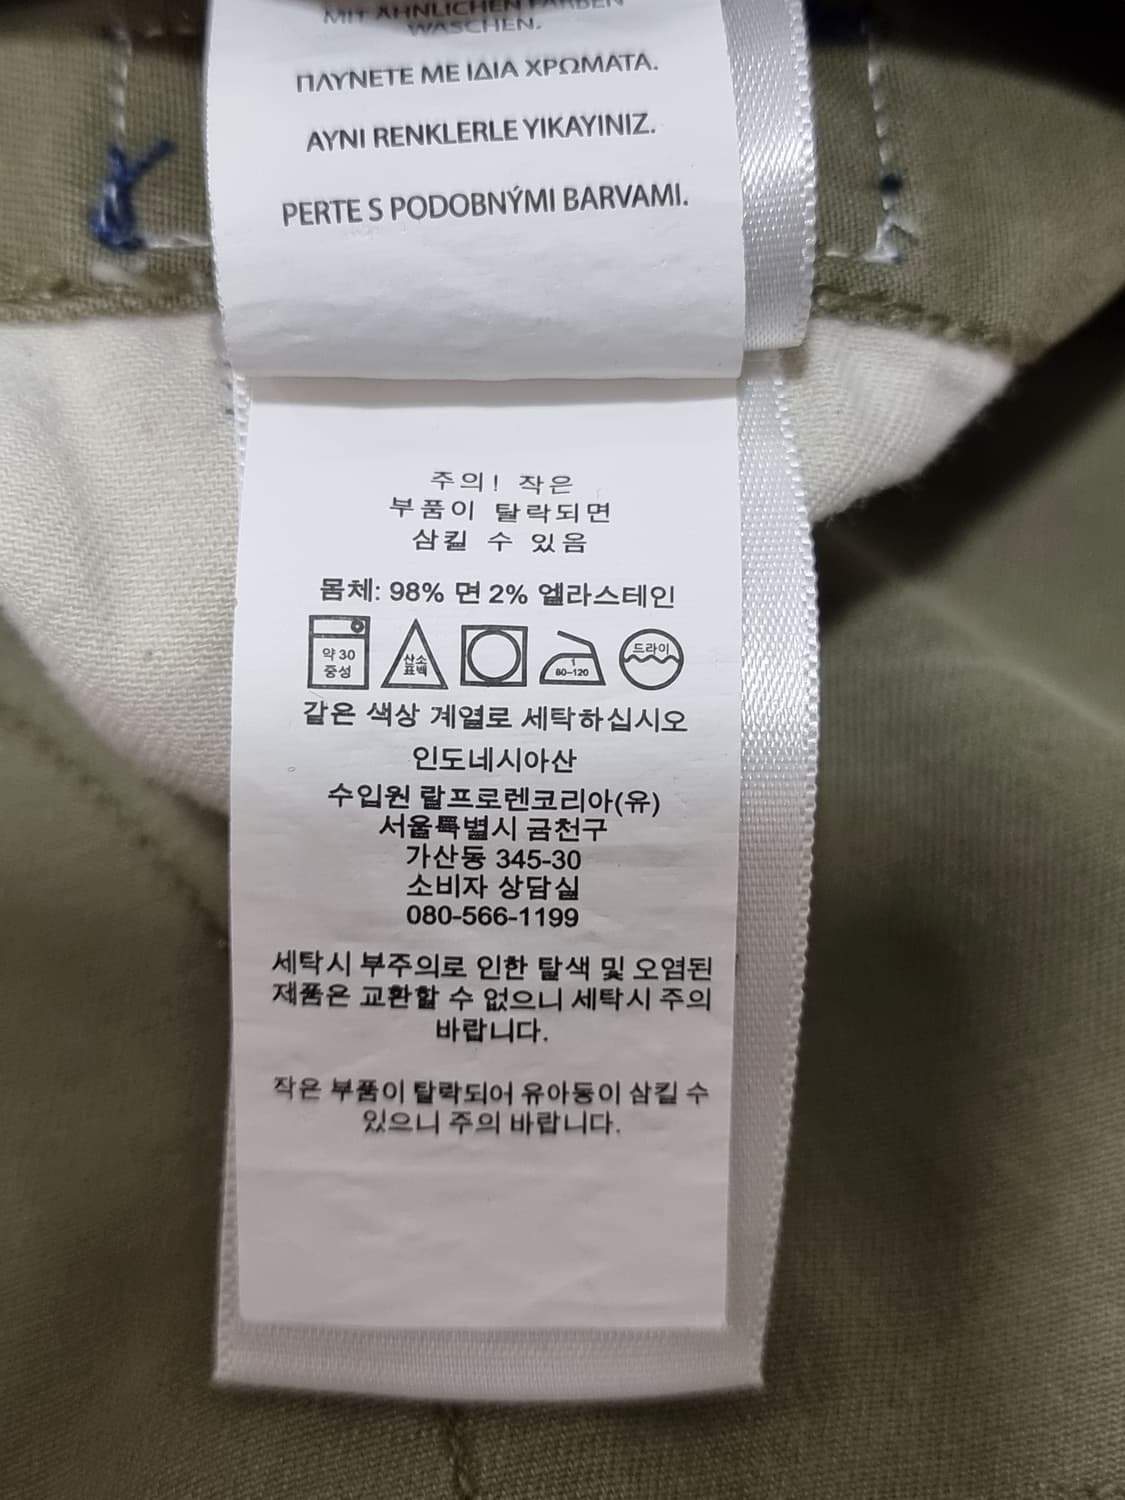 MIT ÄHNLICHEN FARBEN
WASCHEN.
ΠΛΥΝΕΤΕ ΜΕ ΙΔΙΑ ΧΡΩΜΑΤΑ.
AYNI RENKLERLE YIKAYINIZ.
PERTE S PODOBNÝMI BARVAMI.
주의! 작은
부품이 탈락되면
삼킬 수 있음
몸체: 98% 면 2% 엘라스테인
약 30
중성
산소
표백
1
80-120
드라이
같은 색상 계열로 세탁하십시오
인도네시아산
수입원 랄프로렌코리아(유)
서울특별시 금천구
가산동 345-30
소비자 상담실
080-566-1199
세탁시 부주의로 인한 탈색 및 오염된
제품은 교환할 수 없으니 세탁시 주의
바랍니다.
작은 부품이 탈락되어 유아동이 삼킬 수
있으니 주의 바랍니다.